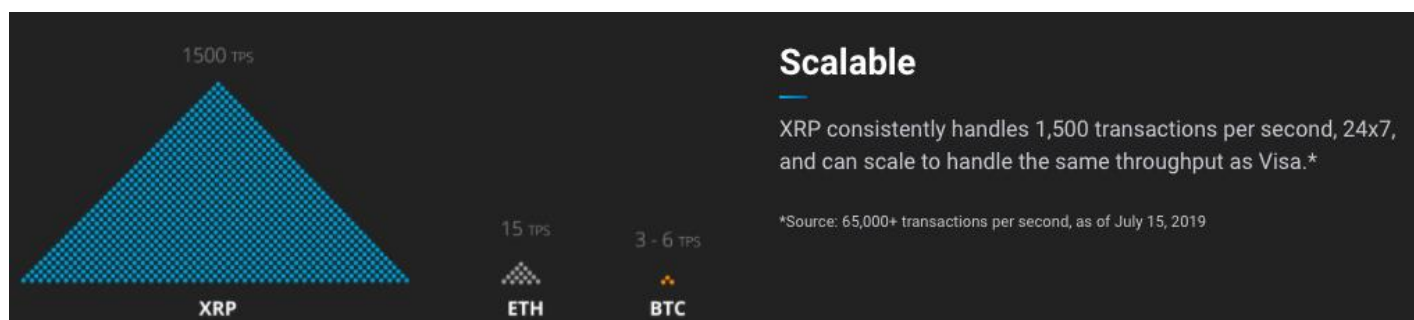 1500 TPS
15 TPS
3 - 6 TPS
XRP
ETH
BTC
Scalable
XRP consistently handles 1,500 transactions per second, 24x7,
and can scale to handle the same throughput as Visa.*
*Source: 65,000+ transactions per second, as of July 15, 2019